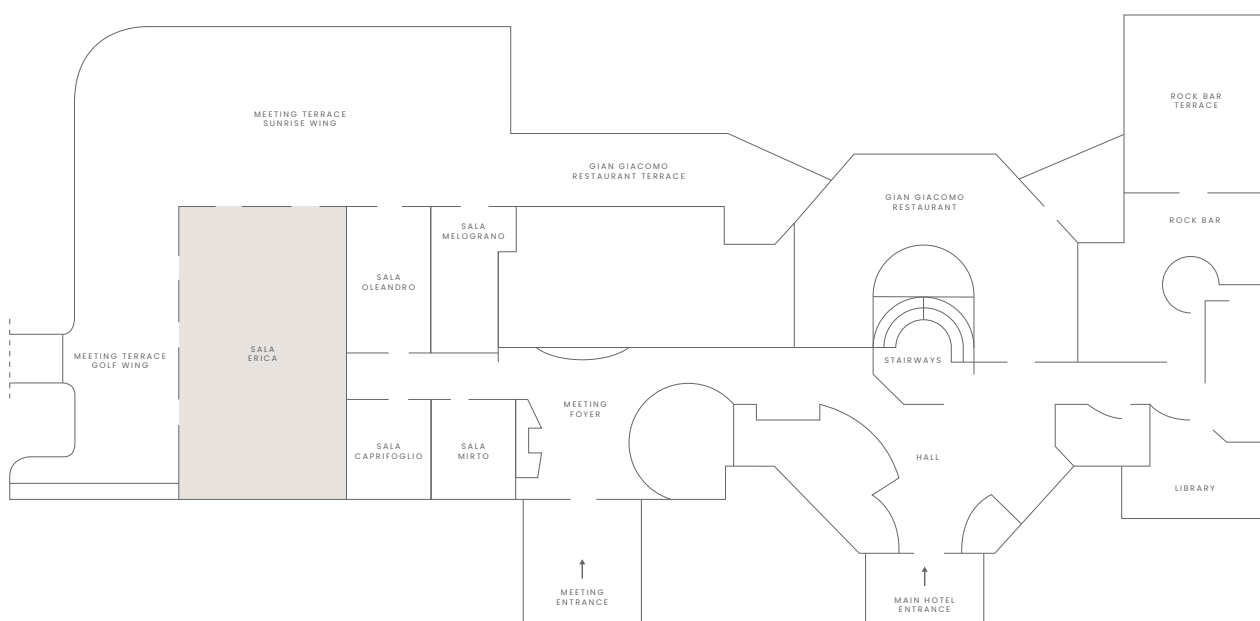 ROCK BAR
TERRACE
MEETING TERRACE
SUNRISE WING
GIAN GIACOMO
RESTAURANT TERRACE
GIAN GIACOMO
RESTAURANT
ROCK BAR
SALA
MELOGRANO
SALA
OLEANDRO
MEETING TERRACE
GOLF WING
SALA
ERICA
STAIRWAYS
MEETING
FOYER
SALA
CAPRIFOGLIO
SALA
MIRTO
HALL
LIBRARY
MEETING
ENTRANCE
MAIN HOTEL
ENTRANCE